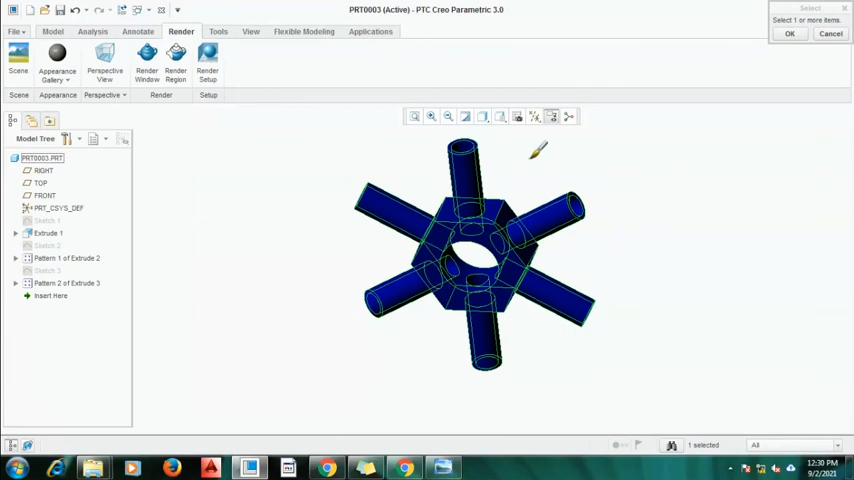 PRT0003 (Active) - PTC Creo Parametric 3.0
Select
Select 1 or more items.
OK Cancel
File Model Analysis Annotate Render Tools View Flexible Modeling Applications
Scene Appearance Gallery Perspective View Render Window Render Region Render Setup
Scene Appearance Perspective Render Setup
Model Tree
PRT0003.PRT
RIGHT
TOP
FRONT
PRT_CSYS_DEF
Sketch 1
Extrude 1
Sketch 2
Pattern 1 of Extrude 2
Sketch 3
Pattern 2 of Extrude 3
Insert Here
1 selected All
12:30 PM
9/2/2021